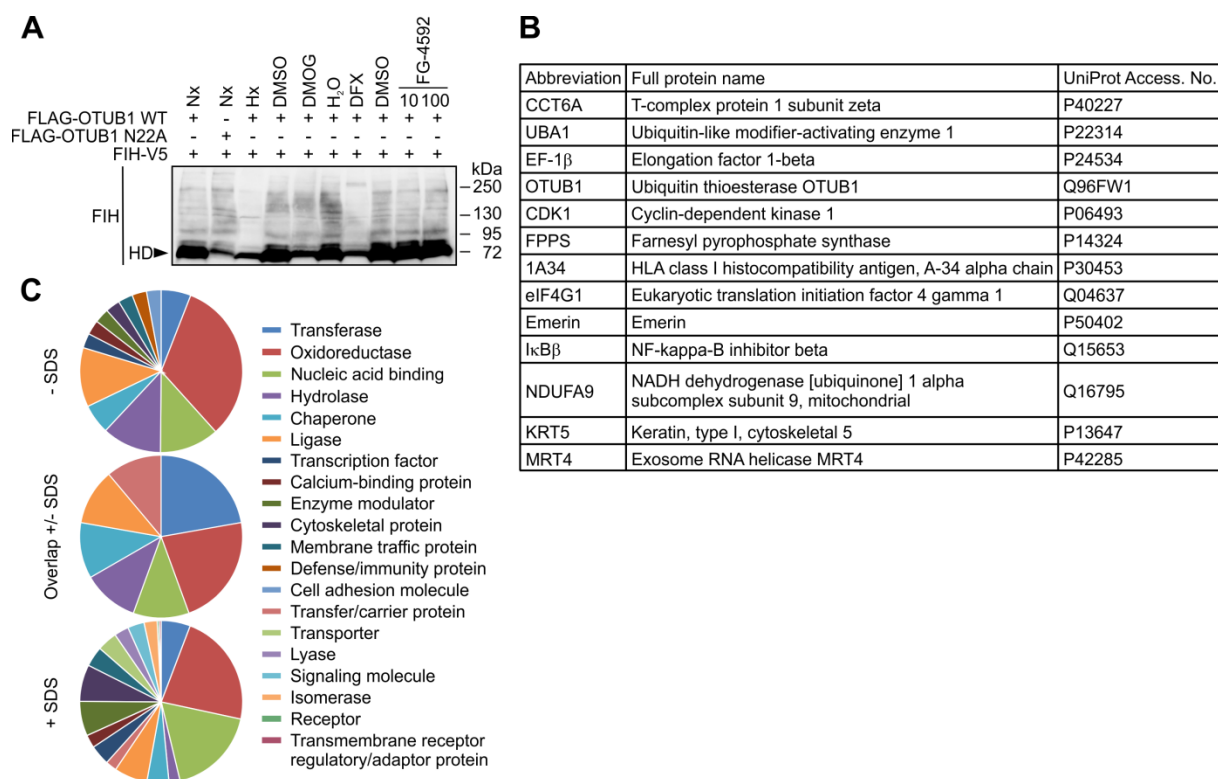 A
Nx
Nx
Hx
DMSO
DMOG
H₂O
DFX
DMSO
FG-4592
10 100
FLAG-OTUB1 WT + - + + + + + + + +
FLAG-OTUB1 N22A - + - - - - - - - -
FIH-V5 + + + + + + + + + +
kDa
250
130
95
72
FIH
HD
B
Abbreviation Full protein name UniProt Access. No.
CCT6A T-complex protein 1 subunit zeta P40227
UBA1 Ubiquitin-like modifier-activating enzyme 1 P22314
EF-1β Elongation factor 1-beta P24534
OTUB1 Ubiquitin thioesterase OTUB1 Q96FW1
CDK1 Cyclin-dependent kinase 1 P06493
FPPS Farnesyl pyrophosphate synthase P14324
1A34 HLA class I histocompatibility antigen, A-34 alpha chain P30453
eIF4G1 Eukaryotic translation initiation factor 4 gamma 1 Q04637
Emerin Emerin P50402
IκBβ NF-kappa-B inhibitor beta Q15653
NDUFA9 NADH dehydrogenase [ubiquinone] 1 alpha
subcomplex subunit 9, mitochondrial Q16795
KRT5 Keratin, type I, cytoskeletal 5 P13647
MRT4 Exosome RNA helicase MRT4 P42285
C
- SDS
Overlap +/- SDS
+ SDS
Transferase
Oxidoreductase
Nucleic acid binding
Hydrolase
Chaperone
Ligase
Transcription factor
Calcium-binding protein
Enzyme modulator
Cytoskeletal protein
Membrane traffic protein
Defense/immunity protein
Cell adhesion molecule
Transfer/carrier protein
Transporter
Lyase
Signaling molecule
Isomerase
Receptor
Transmembrane receptor
regulatory/adaptor protein